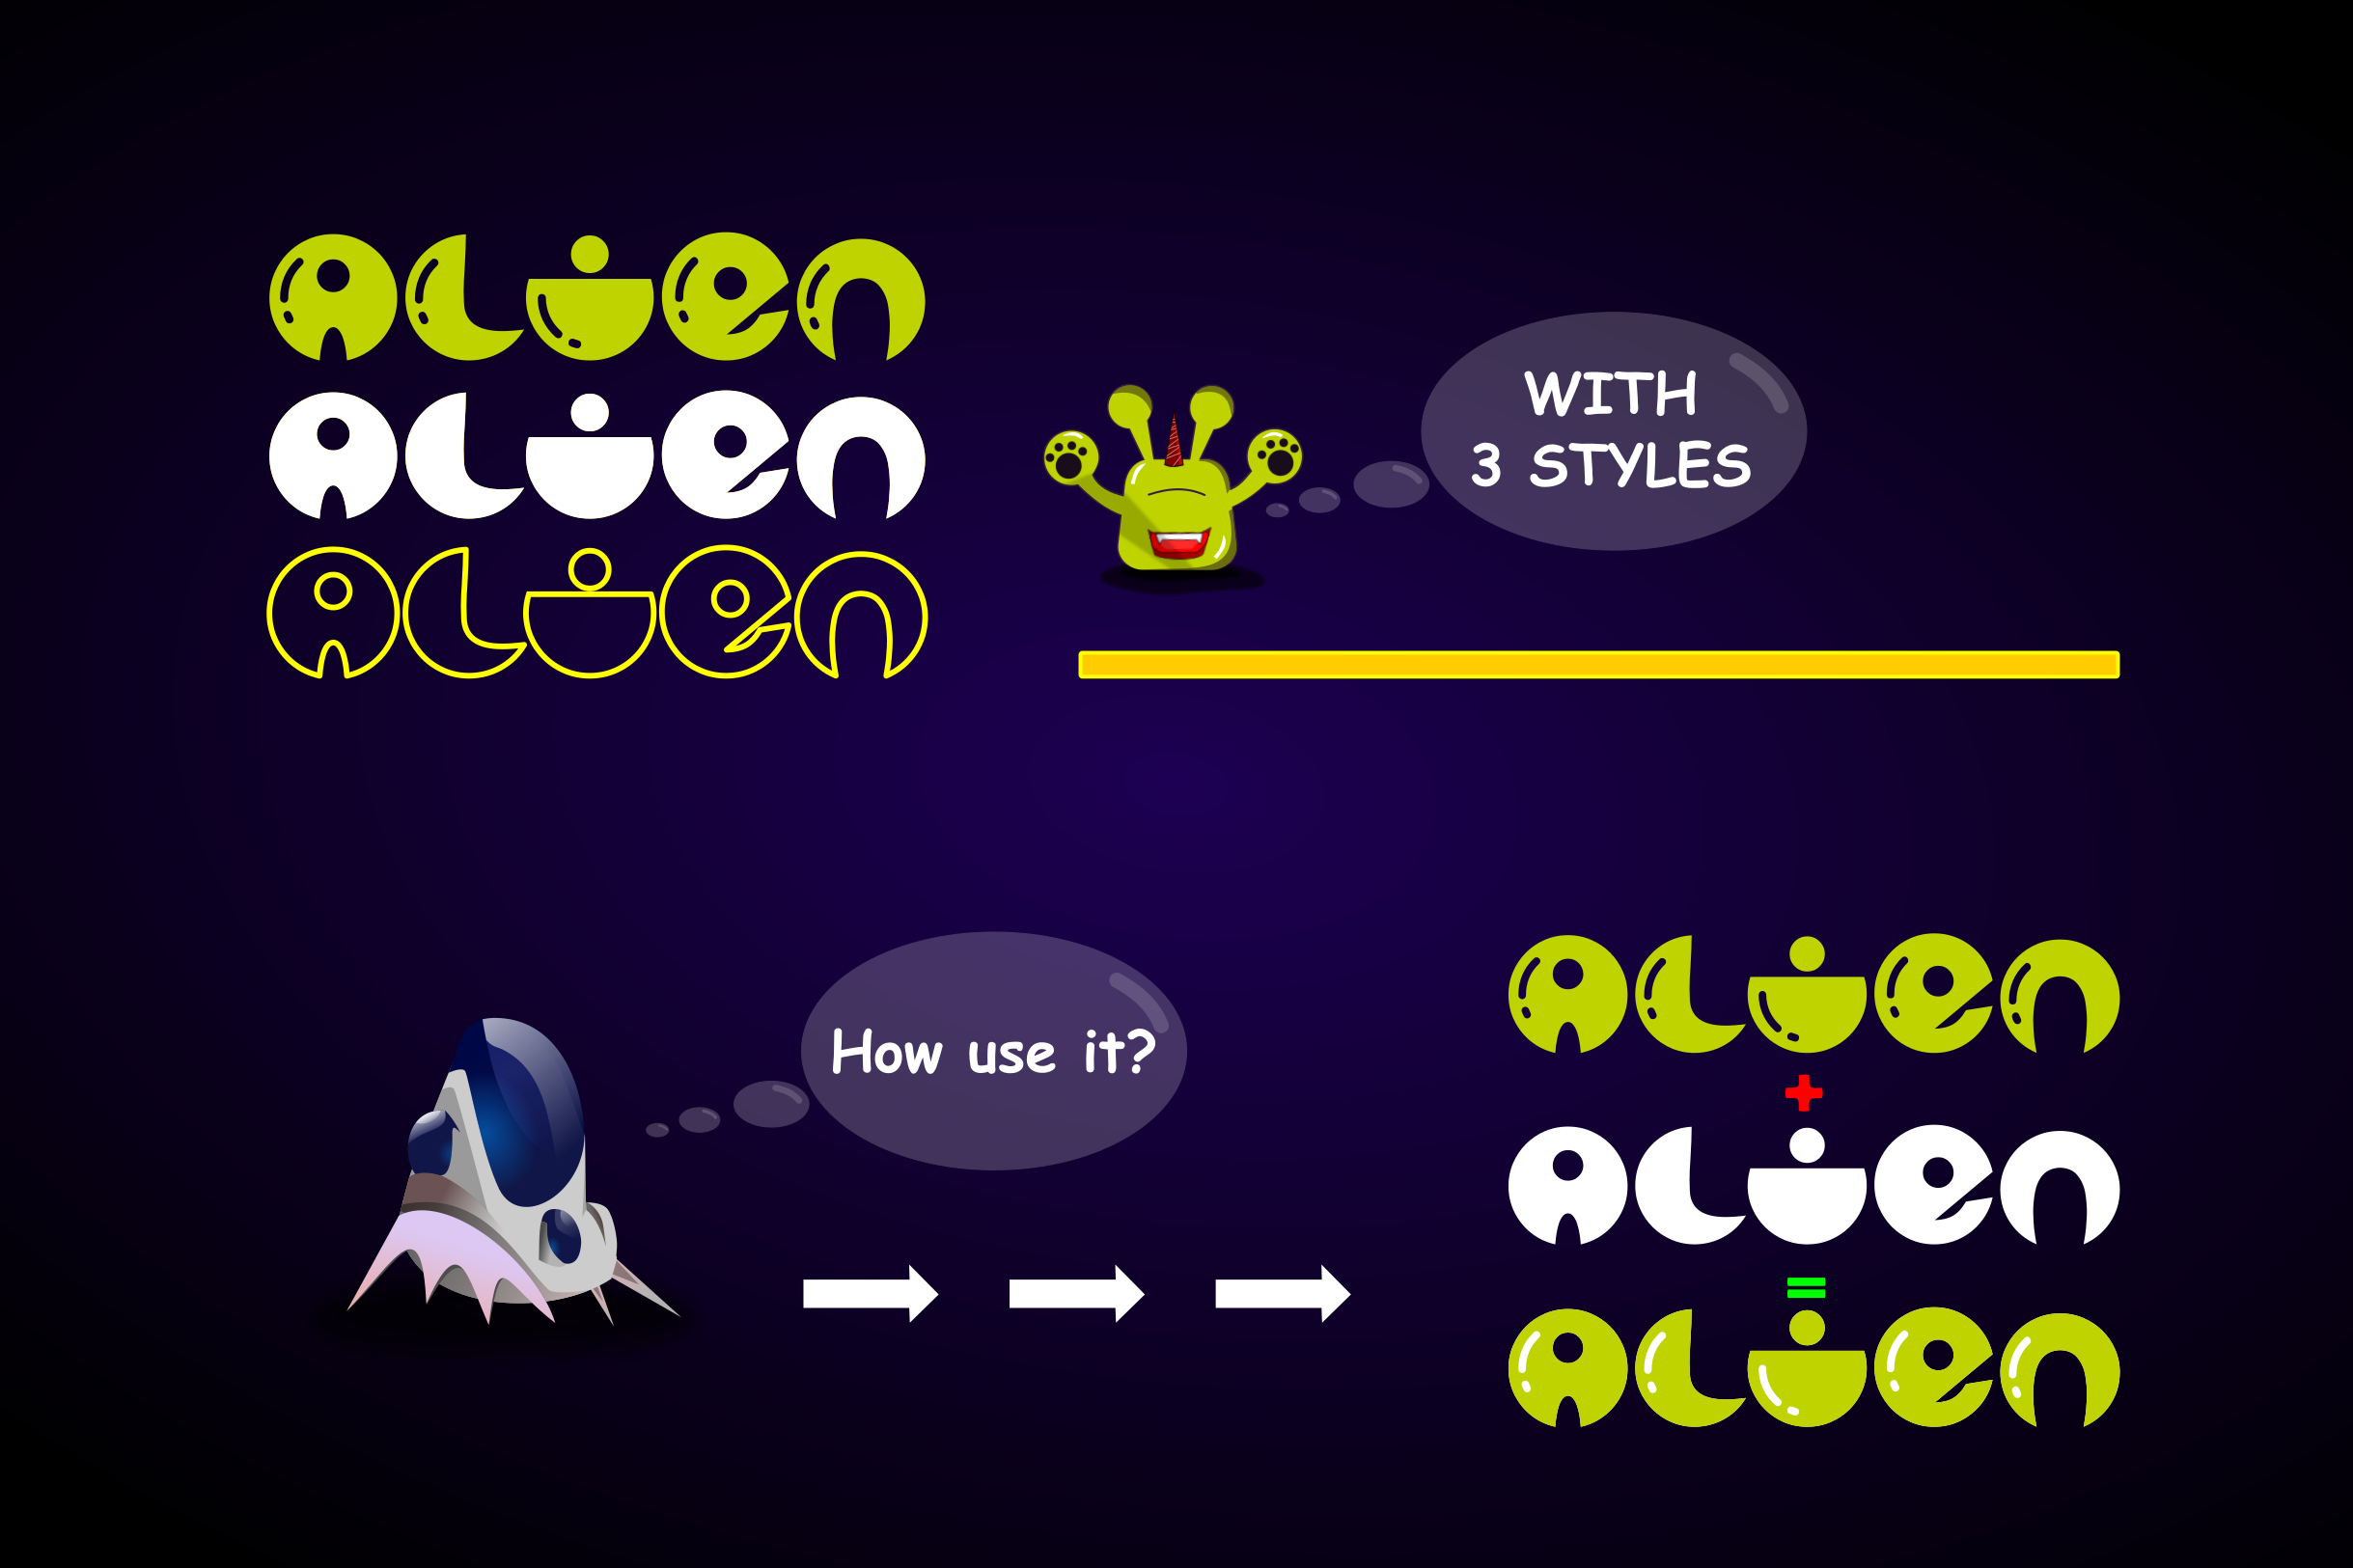 ALien
ALien
ALien
WITH
3 STYLES
How use it?
ALien
+
ALien
=
ALien